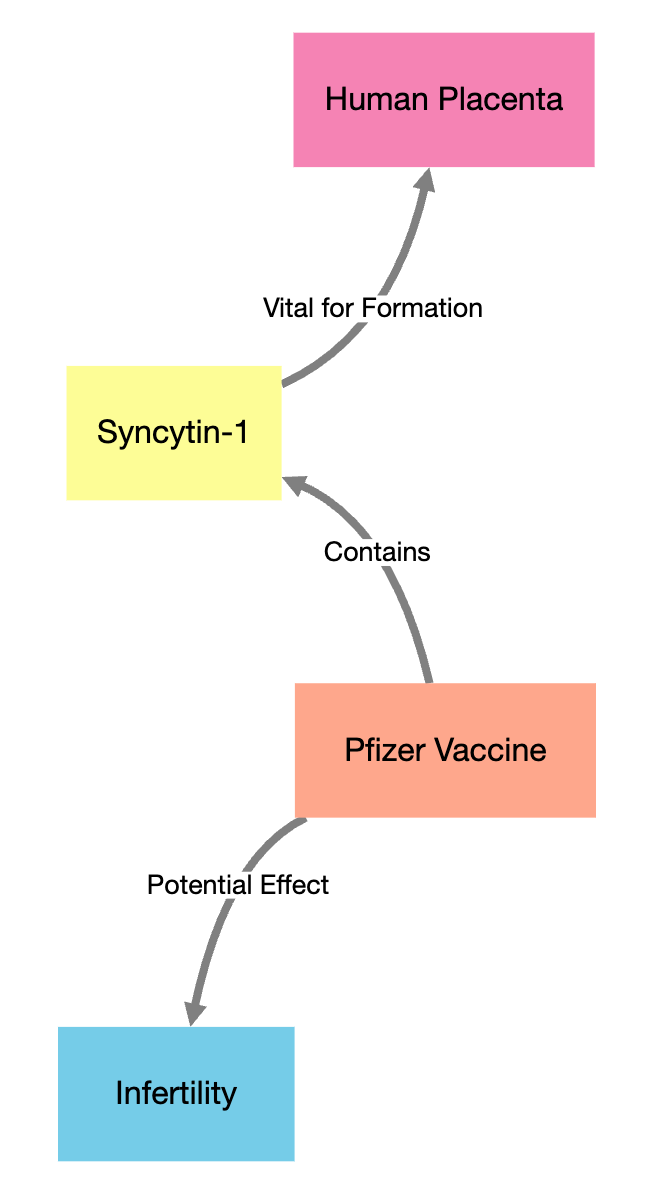 Human Placenta
Vital for Formation
Syncytin-1
Contains
Pfizer Vaccine
Potential Effect
Infertility